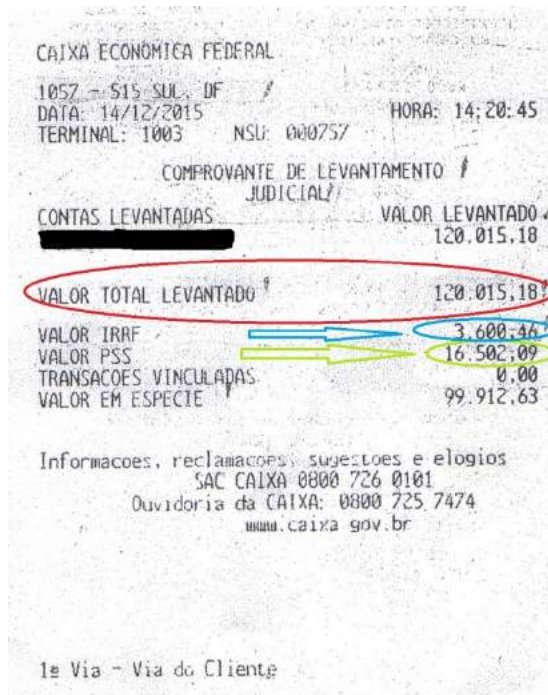 CAIXA ECONOMICA FEDERAL
1057 - 515 SUL, DF
DATA: 14/12/2015 HORA: 14:20:45
TERMINAL: 1003 NSU: 000757
COMPROVANTE DE LEVANTAMENTO
JUDICIAL
CONTAS LEVANTADAS VALOR LEVANTADO
120.015,18
VALOR TOTAL LEVANTADO 120.015,18
VALOR IRRF 3.600,46
VALOR PSS 16.502,09
TRANSACOES VINCULADAS 0.00
VALOR EM ESPECIE 99.912,63
Informacoes, reclamacoes, sugestoes e elogios
SAC CAIXA 0800 726 0101
Ouvidoria da CAIXA: 0800 725 7474
www.caixa gov.br
1ª Via - Via do Cliente